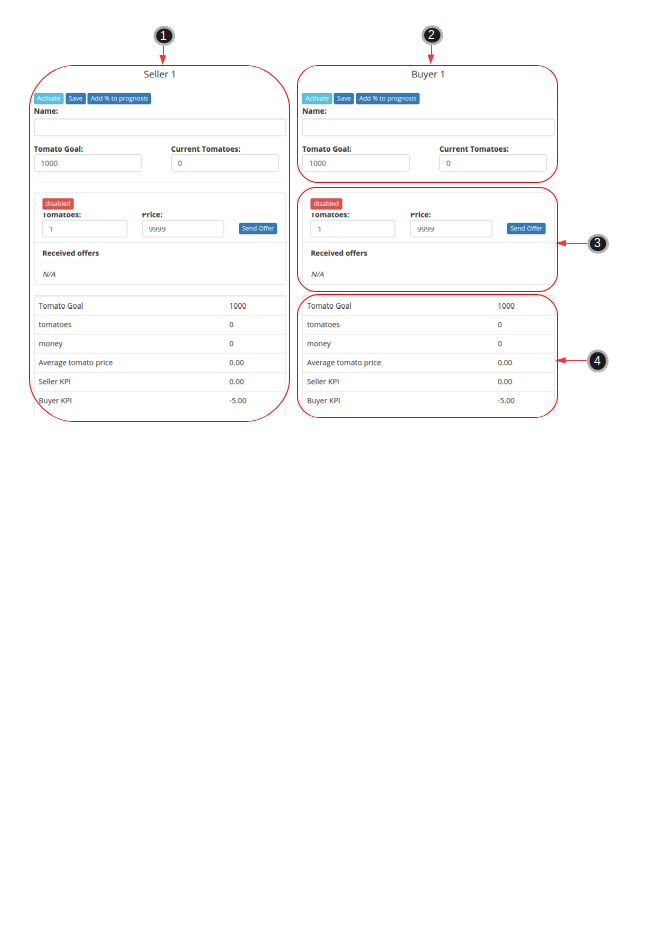 1
2
Seller 1
Activate Save Add % to prognosis
Name:
Tomato Goal: Current Tomatoes:
1000 0
disabled
Tomatoes: Price:
1 9999 Send Offer
Received offers
N/A
Tomato Goal 1000
tomatoes 0
money 0
Average tomato price 0.00
Seller KPI 0.00
Buyer KPI -5.00
Buyer 1
Activate Save Add % to prognosis
Name:
Tomato Goal: Current Tomatoes:
1000 0
disabled
Tomatoes: Price:
1 9999 Send Offer
3
Received offers
N/A
Tomato Goal 1000
tomatoes 0
money 0
Average tomato price 0.00
4
Seller KPI 0.00
Buyer KPI -5.00